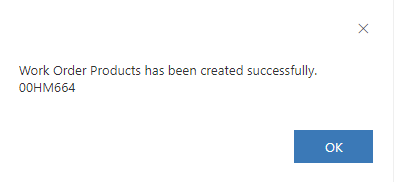 Work Order Products has been created successfully.
00HM664
OK